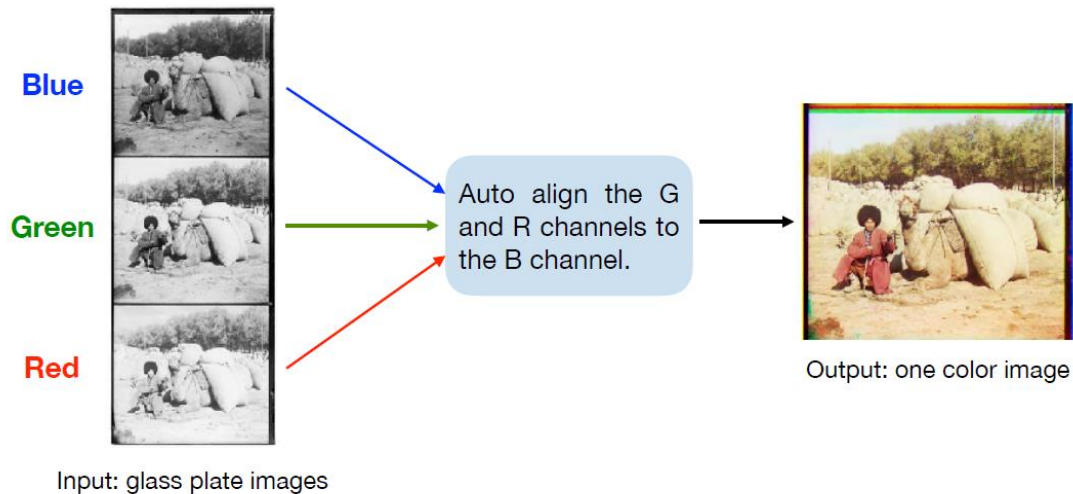 Blue
Green
Red
Auto align the G
and R channels to
the B channel.
Output: one color image
Input: glass plate images